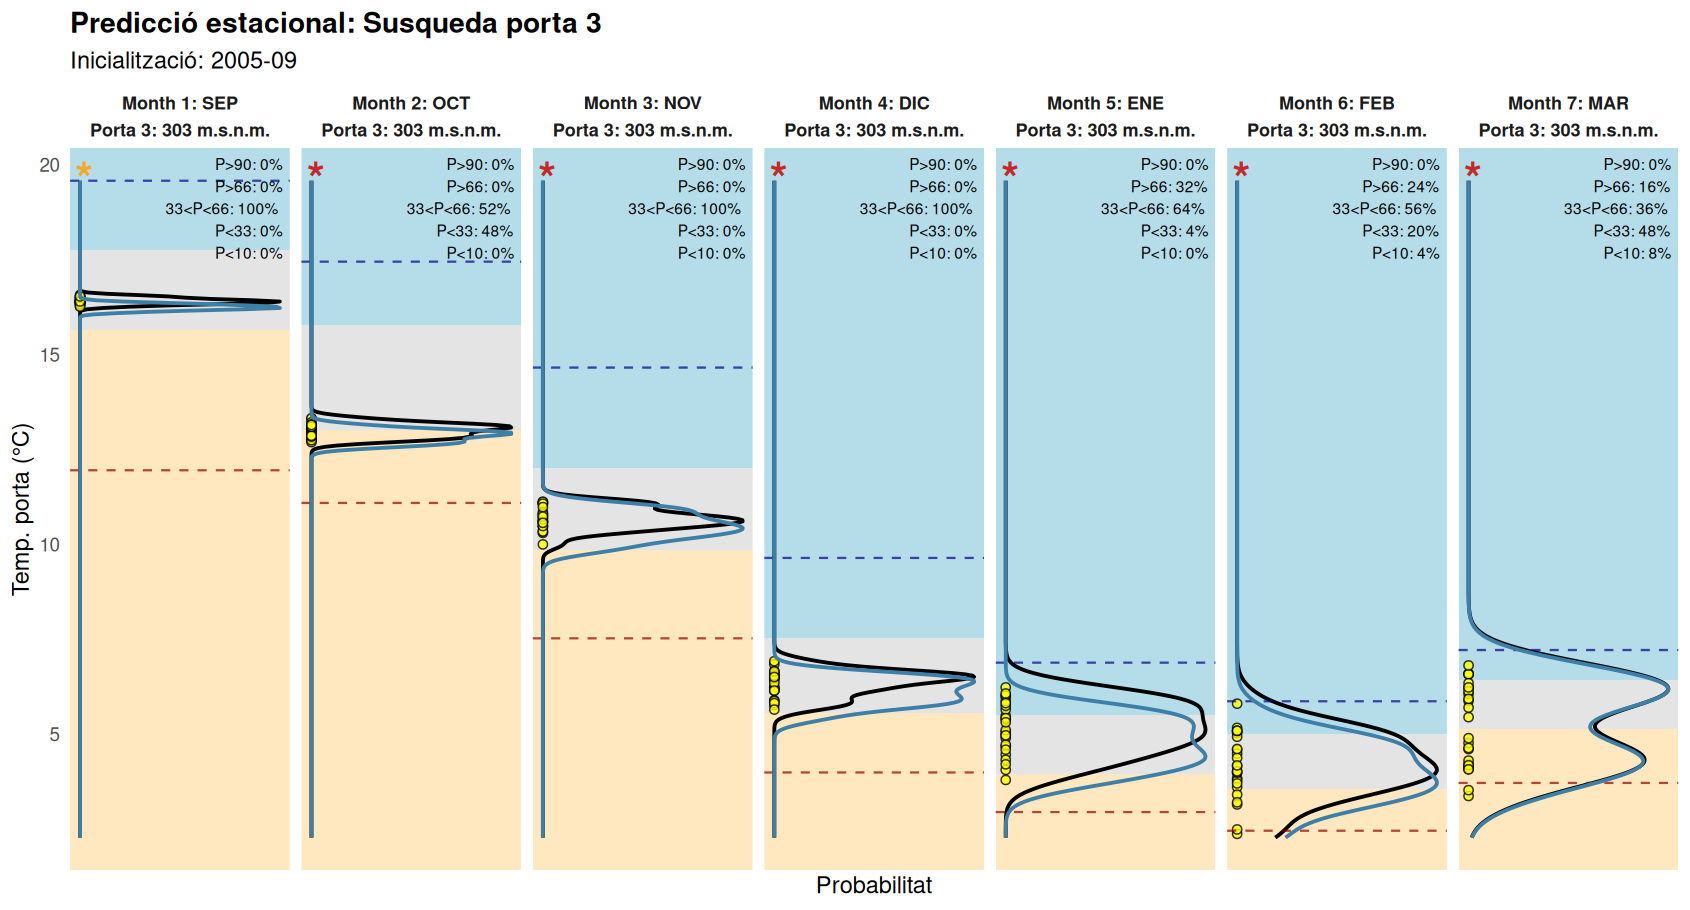 Predicció estacional: Susqueda porta 3
Inicialització: 2005-09
Month 1: SEP
Porta 3: 303 m.s.n.m.
Month 2: OCT
Porta 3: 303 m.s.n.m.
Month 3: NOV
Porta 3: 303 m.s.n.m.
Month 4: DIC
Porta 3: 303 m.s.n.m.
Month 5: ENE
Porta 3: 303 m.s.n.m.
Month 6: FEB
Porta 3: 303 m.s.n.m.
Month 7: MAR
Porta 3: 303 m.s.n.m.
*
P>90: 0%
P>66: 0%
33<P<66: 100%
P<33: 0%
P<10: 0%
*
P>90: 0%
P>66: 0%
33<P<66: 52%
P<33: 48%
P<10: 0%
*
P>90: 0%
P>66: 0%
33<P<66: 100%
P<33: 0%
P<10: 0%
*
P>90: 0%
P>66: 0%
33<P<66: 100%
P<33: 0%
P<10: 0%
*
P>90: 0%
P>66: 32%
33<P<66: 64%
P<33: 4%
P<10: 0%
*
P>90: 0%
P>66: 24%
33<P<66: 56%
P<33: 20%
P<10: 4%
*
P>90: 0%
P>66: 16%
33<P<66: 36%
P<33: 48%
P<10: 8%
20
15
10
5
Temp. porta (°C)
Probabilitat